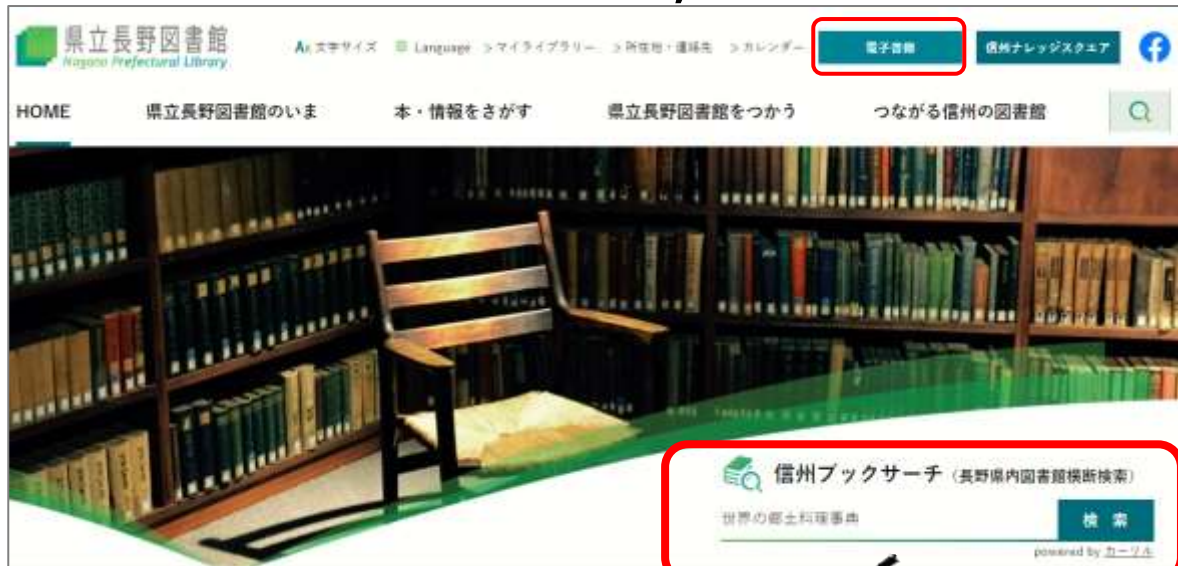 県立長野図書館
Nagano Prefectural Library
文字サイズ Language >マイライブラリー >所在地・連絡先 >カレンダー 電子書籍 信州ナレッジスクエア
HOME 県立長野図書館のいま 本・情報をさがす 県立長野図書館をつかう つながる信州の図書館
信州ブックサーチ（長野県内図書館横断検索）
世界の郷土料理事典 検 索
powered by カーリル